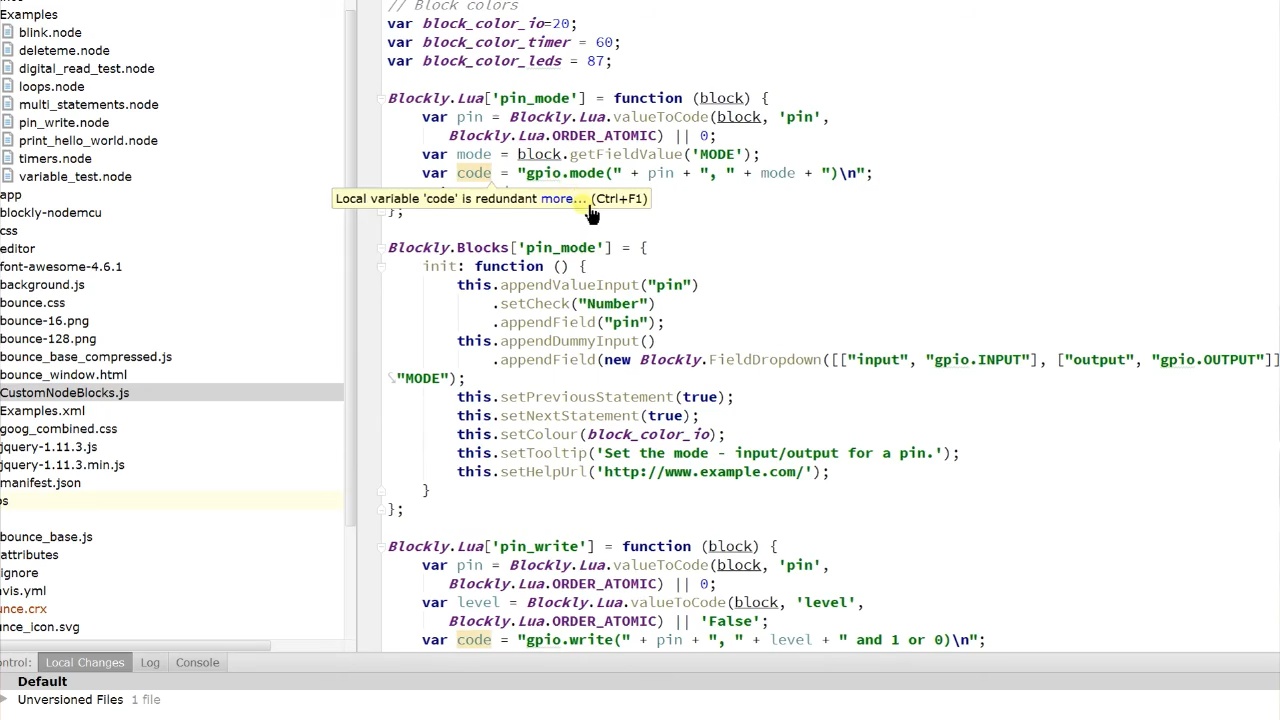 Examples
blink.node
deleteme.node
digital_read_test.node
loops.node
multi_statements.node
pin_write.node
print_hello_world.node
timers.node
variable_test.node
app
blockly-nodemcu
css
editor
font-awesome-4.6.1
background.js
bounce.css
bounce-16.png
bounce-128.png
bounce_base_compressed.js
bounce_window.html
CustomNodeBlocks.js
Examples.xml
goog_combined.css
jquery-1.11.3.js
jquery-1.11.3.min.js
manifest.json
os
bounce_base.js
attributes
ignore
avis.yml
unce.crx
unce_icon.svg
// Block colors
var block_color_io=20;
var block_color_timer = 60;
var block_color_leds = 87;
Blockly.Lua['pin_mode'] = function (block) {
var pin = Blockly.Lua.valueToCode(block, 'pin',
Blockly.Lua.ORDER_ATOMIC) || 0;
var mode = block.getFieldValue('MODE');
var code = "gpio.mode(" + pin + ", " + mode + ")\n";
Local variable 'code' is redundant more... (Ctrl+F1)
};
Blockly.Blocks['pin_mode'] = {
init: function () {
this.appendValueInput("pin")
.setCheck("Number")
.appendField("pin");
this.appendDummyInput()
.appendField(new Blockly.FieldDropdown([["input", "gpio.INPUT"], ["output", "gpio.OUTPUT"]]
"MODE");
this.setPreviousStatement(true);
this.setNextStatement(true);
this.setColour(block_color_io);
this.setTooltip('Set the mode - input/output for a pin.');
this.setHelpUrl('http://www.example.com/');
}
};
Blockly.Lua['pin_write'] = function (block) {
var pin = Blockly.Lua.valueToCode(block, 'pin',
Blockly.Lua.ORDER_ATOMIC) || 0;
var level = Blockly.Lua.valueToCode(block, 'level',
Blockly.Lua.ORDER_ATOMIC) || 'False';
var code = "gpio.write(" + pin + ", " + level + " and 1 or 0)\n";
ontrol: Local Changes Log Console
Default
Unversioned Files 1 file